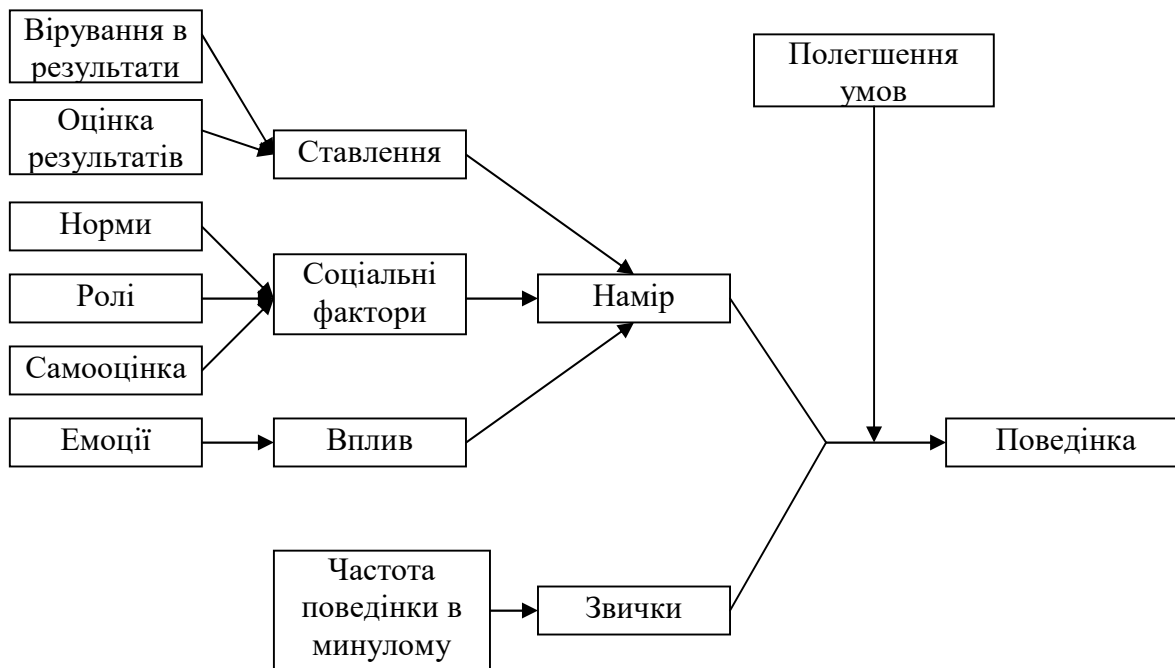 Вірування в
результати
Полегшення
умов
Оцінка
результатів
Ставлення
Норми
Соціальні
фактори
Намір
Ролі
Самооцінка
Емоції
Вплив
Поведінка
Частота
поведінки в
минулому
Звички